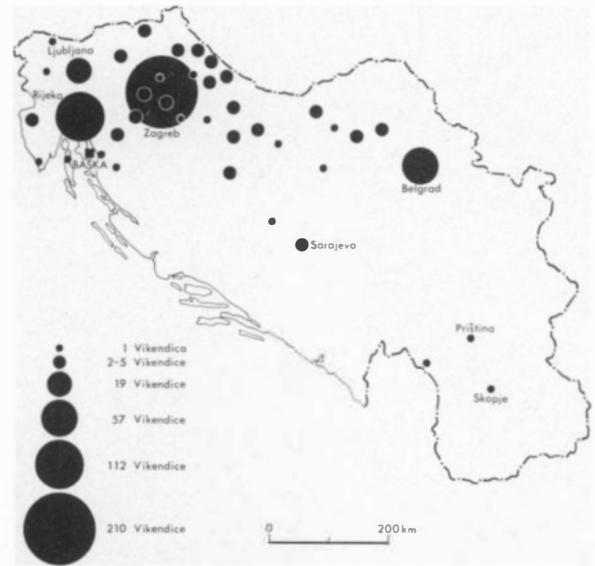 Ljubljana
Rijeka
Zagreb
BAŠKA
Belgrad
Sarajevo
Priština
Skopje
1 Vikendica
2-5 Vikendice
19 Vikendice
57 Vikendice
112 Vikendice
210 Vikendice
0 200 km